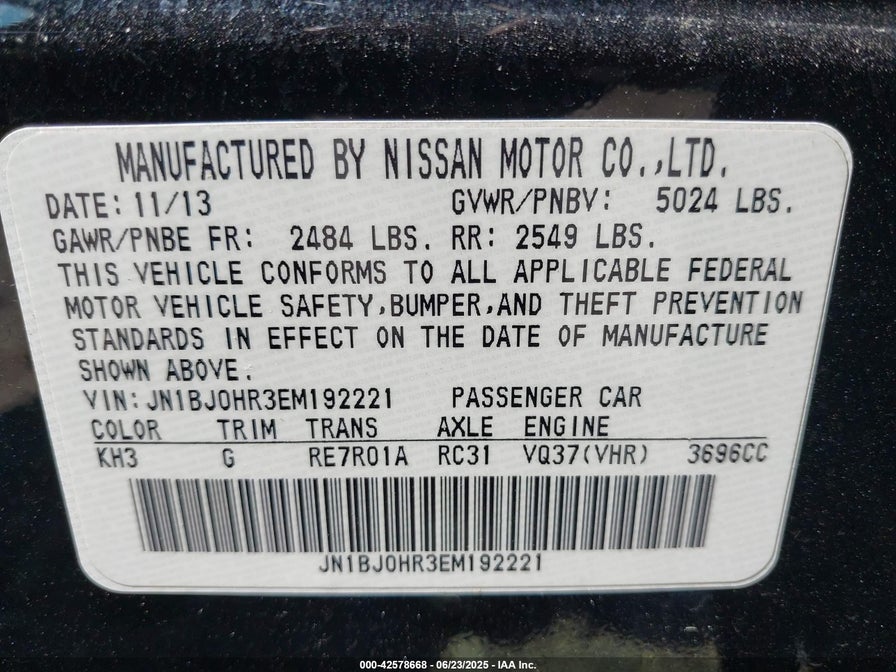 MANUFACTURED BY NISSAN MOTOR CO.,LTD.
DATE: 11/13 GVWR/PNBV: 5024 LBS.
GAWR/PNBE FR: 2484 LBS. RR: 2549 LBS.
THIS VEHICLE CONFORMS TO ALL APPLICABLE FEDERAL
MOTOR VEHICLE SAFETY,BUMPER,AND THEFT PREVENTION
STANDARDS IN EFFECT ON THE DATE OF MANUFACTURE
SHOWN ABOVE.
VIN:JN1BJ0HR3EM192221 PASSENGER CAR
COLOR TRIM TRANS AXLE ENGINE
KH3 G RE7R01A RC31 VQ37(VHR) 3696CC
JN1BJ0HR3EM192221
000-42578668 - 06/23/2025 - IAA Inc.